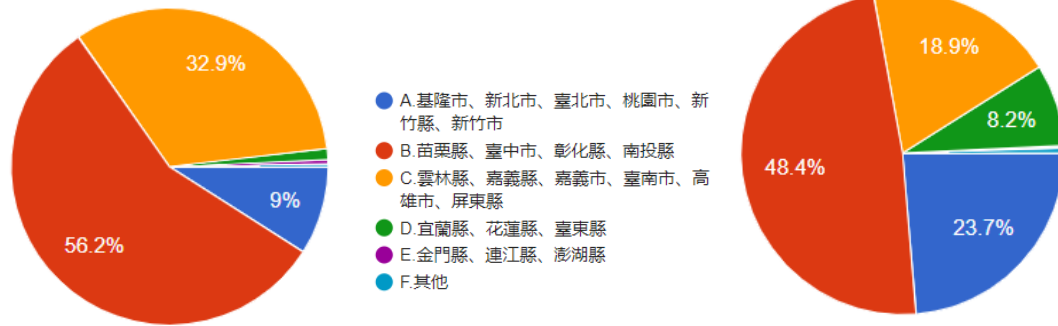 32.9%
9%
56.2%
A.基隆市、新北市、臺北市、桃園市、新
竹縣、新竹市
B.苗栗縣、臺中市、彰化縣、南投縣
C.雲林縣、嘉義縣、嘉義市、臺南市、高
雄市、屏東縣
D.宜蘭縣、花蓮縣、臺東縣
E.金門縣、連江縣、澎湖縣
F.其他
18.9%
8.2%
48.4%
23.7%